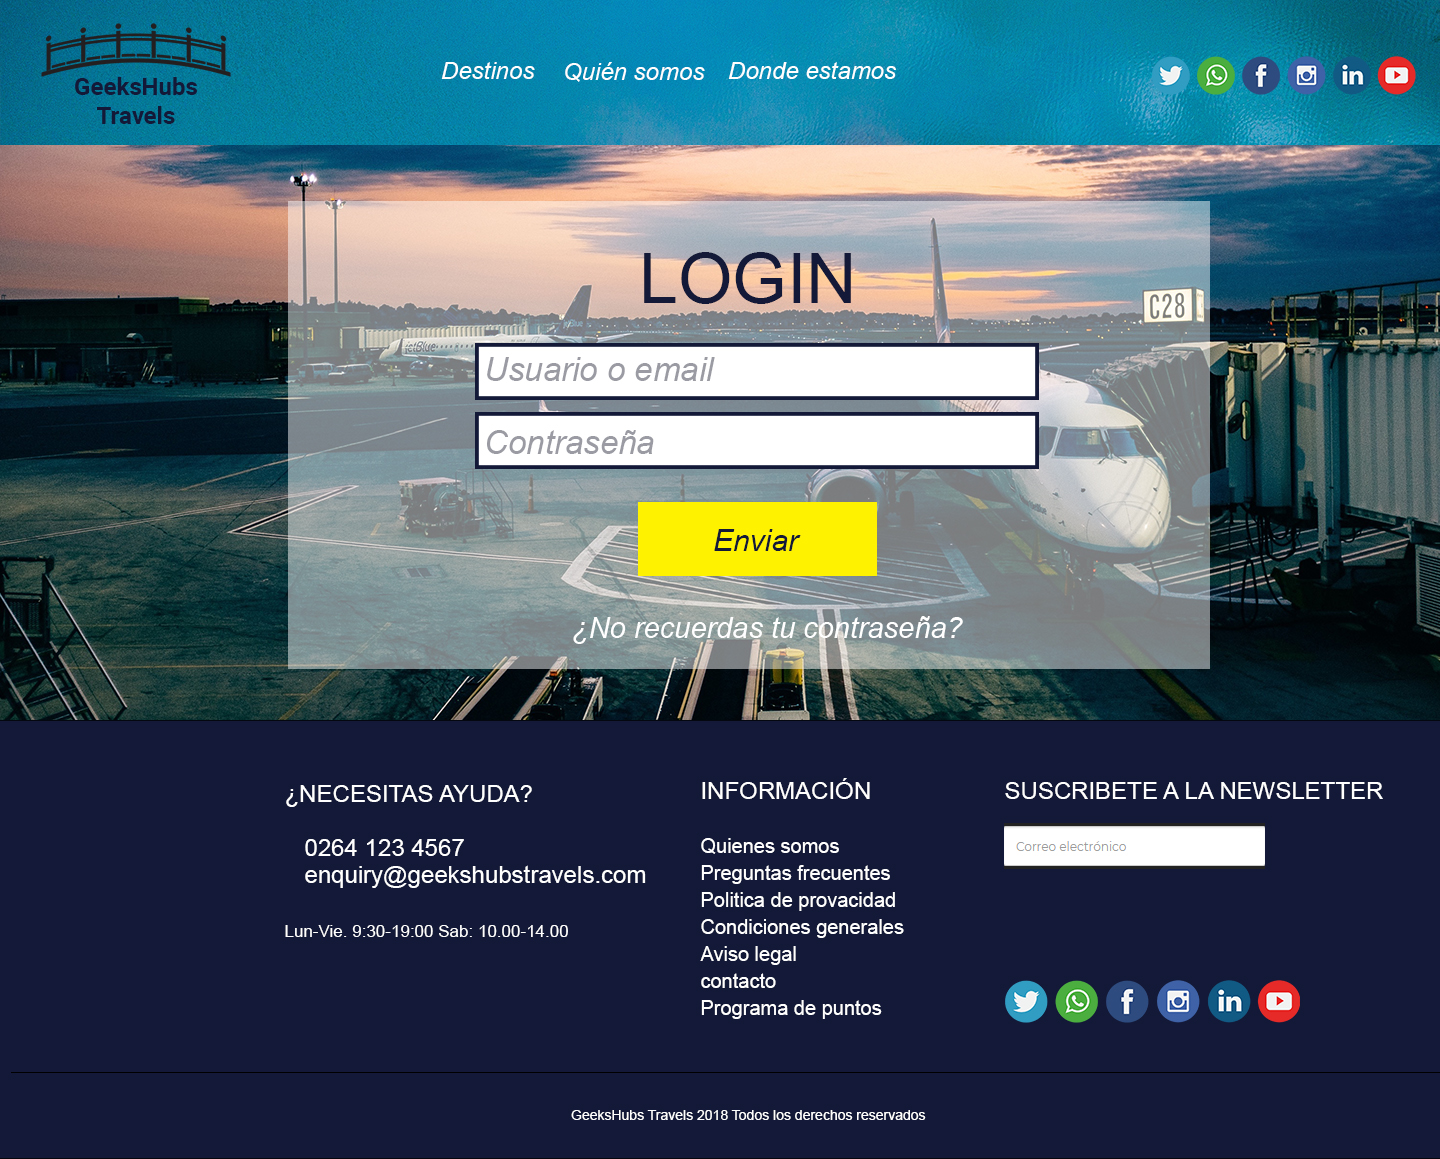 GeeksHubs
Travels
Destinos
Quién somos
Donde estamos
LOGIN
C28
jetBlue
Usuario o email
Contraseña
Enviar
¿No recuerdas tu contraseña?
¿NECESITAS AYUDA?
0264 123 4567
enquiry@geekshubstravels.com
Lun-Vie. 9:30-19:00 Sab: 10.00-14.00
INFORMACIÓN
Quienes somos
Preguntas frecuentes
Politica de provacidad
Condiciones generales
Aviso legal
contacto
Programa de puntos
SUSCRIBETE A LA NEWSLETTER
Correo electrónico
GeeksHubs Travels 2018 Todos los derechos reservados